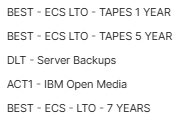 BEST - ECS LTO - TAPES 1 YEAR
BEST - ECS LTO - TAPES 5 YEAR
DLT - Server Backups
ACT1 - IBM Open Media
BEST - ECS - LTO - 7 YEARS